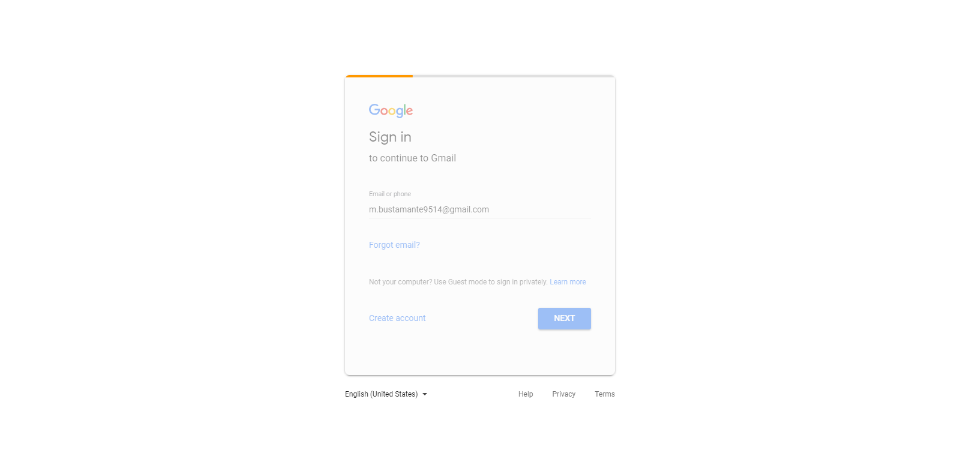 Google
Sign in
to continue to Gmail
Email or phone
m.bustamante9514@gmail.com
Forgot email?
Not your computer? Use Guest mode to sign in privately. Learn more
Create account
NEXT
English (United States)
Help
Privacy
Terms